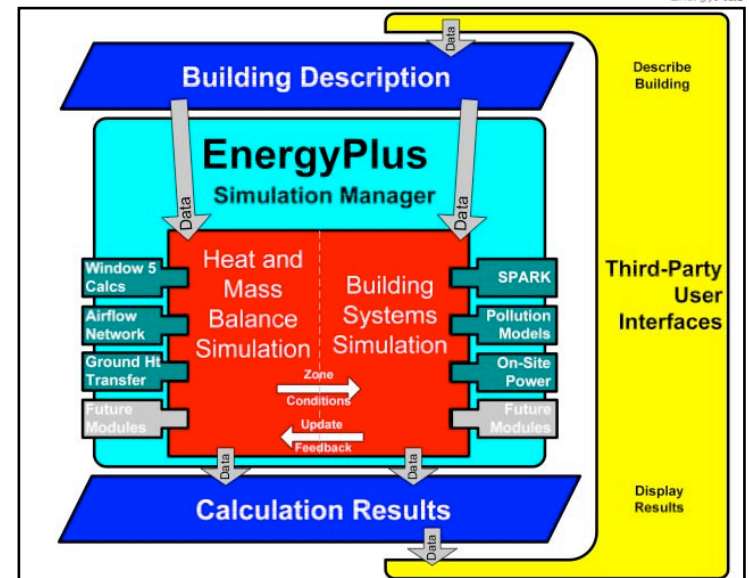 EnergyPlus
Data
Building Description
Describe
Building
EnergyPlus
Simulation Manager
Data
Data
Window 5
Calcs
Airflow
Network
Ground Ht
Transfer
Future
Modules
Heat and
Mass
Balance
Simulation
Building
Systems
Simulation
Zone
Conditions
Update
Feedback
SPARK
Pollution
Models
On-Site
Power
Future
Modules
Third-Party
User
Interfaces
Data
Data
Calculation Results
Display
Results
Data